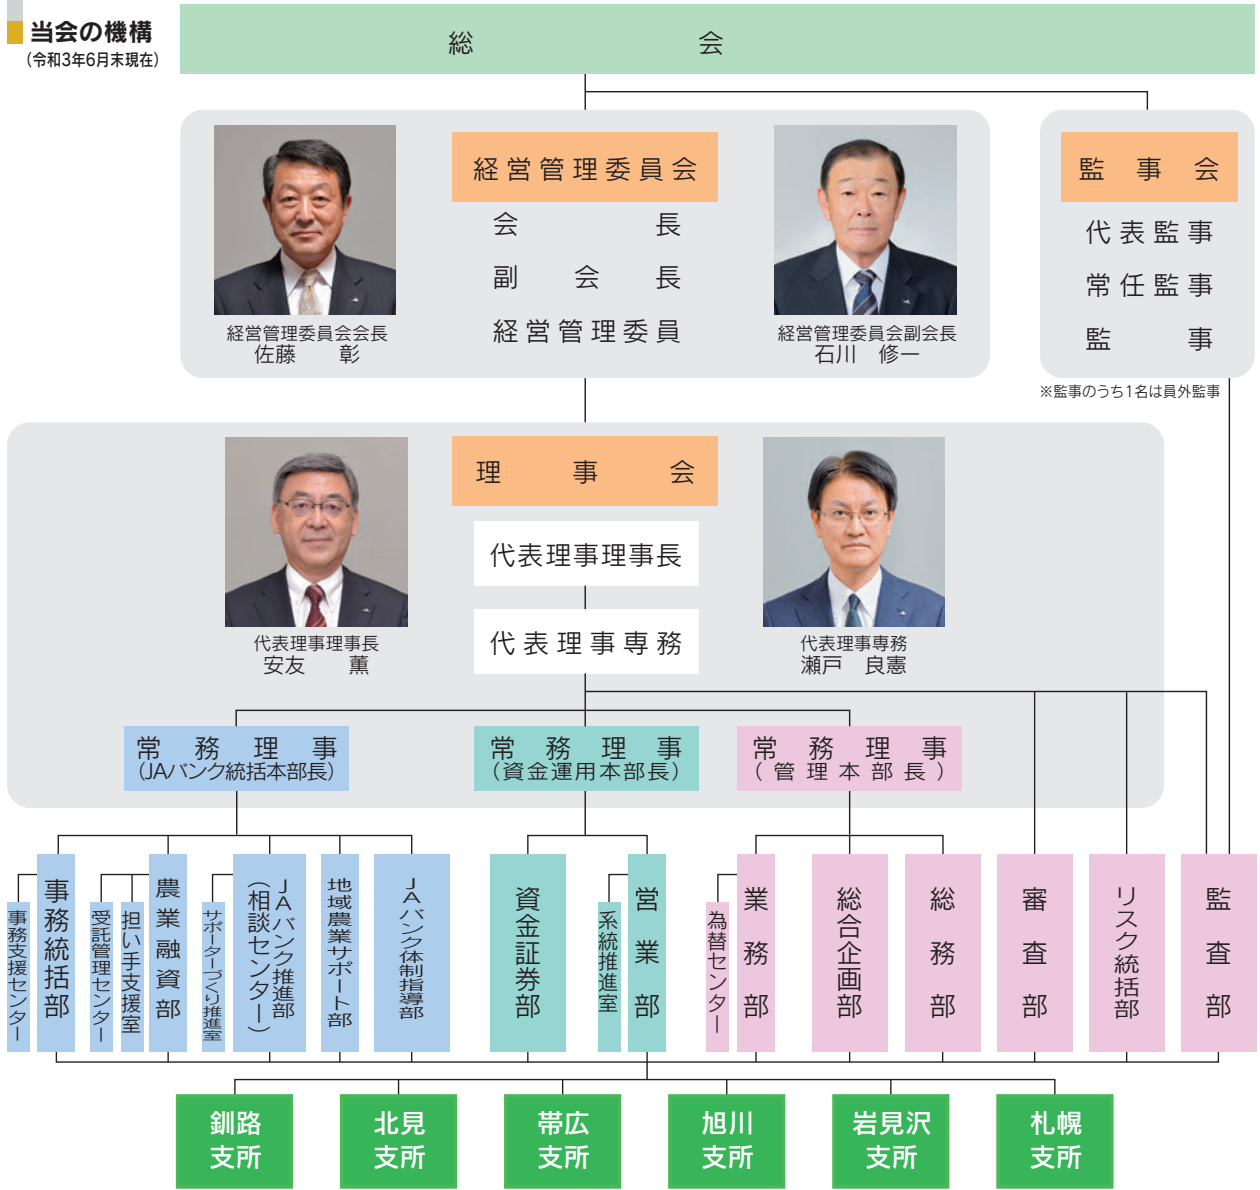 当会の機構
（令和3年6月末現在）
総会
経営管理委員会
会長
副会長
経営管理委員
経営管理委員会会長
佐藤　彰
経営管理委員会副会長
石川　修一
監事会
代表監事
常任監事
監事
※監事のうち1名は員外監事
理事会
代表理事理事長
代表理事専務
代表理事理事長
安友　薫
代表理事専務
瀬戸　良憲
常務理事
（JAバンク統括本部長）
常務理事
（資金運用本部長）
常務理事
（管理本部長）
事務支援センター
事務統括部
受託管理センター
担い手支援室
農業融資部
サポーターづくり推進室
JAバンク推進部
（相談センター）
地域農業サポート部
JAバンク体制指導部
資金証券部
系統推進室
営業部
為替センター
業務部
総合企画部
総務部
審査部
リスク統括部
監査部
釧路
支所
北見
支所
帯広
支所
旭川
支所
岩見沢
支所
札幌
支所